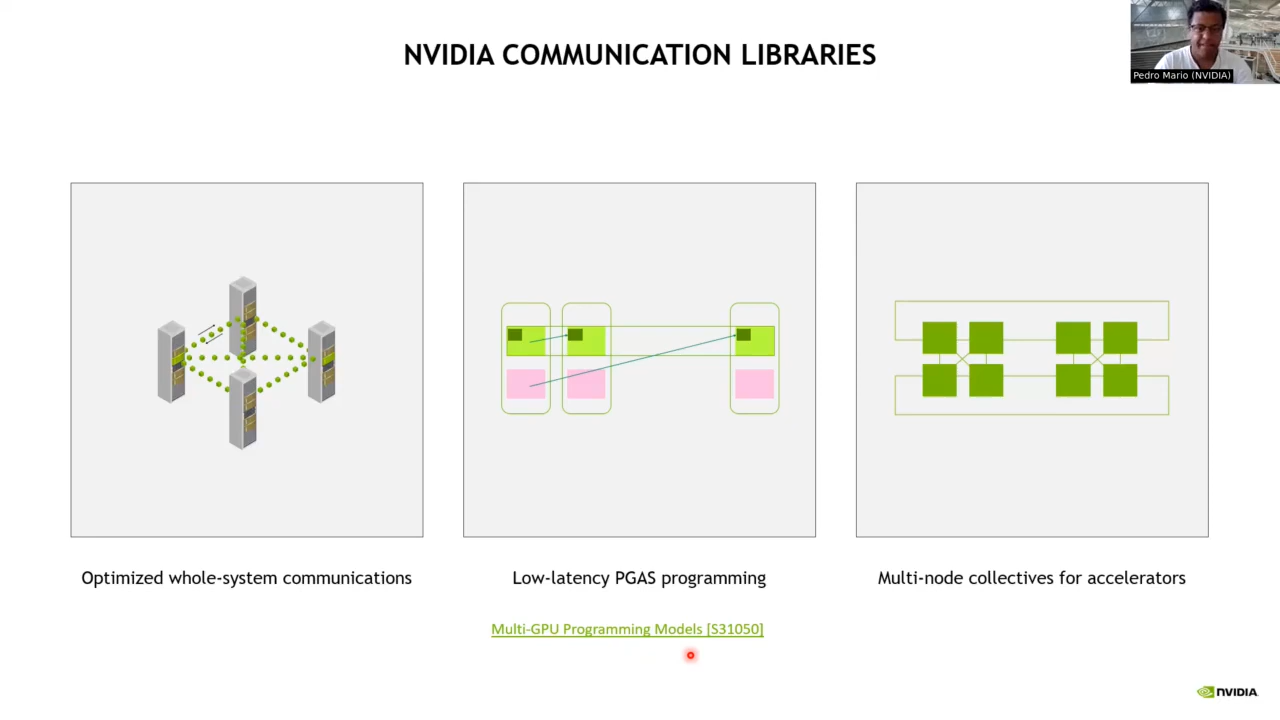 NVIDIA COMMUNICATION LIBRARIES
Pedro Mario (NVIDIA)
Optimized whole-system communications
Low-latency PGAS programming
Multi-node collectives for accelerators
Multi-GPU Programming Models [S31050]
NVIDIA.